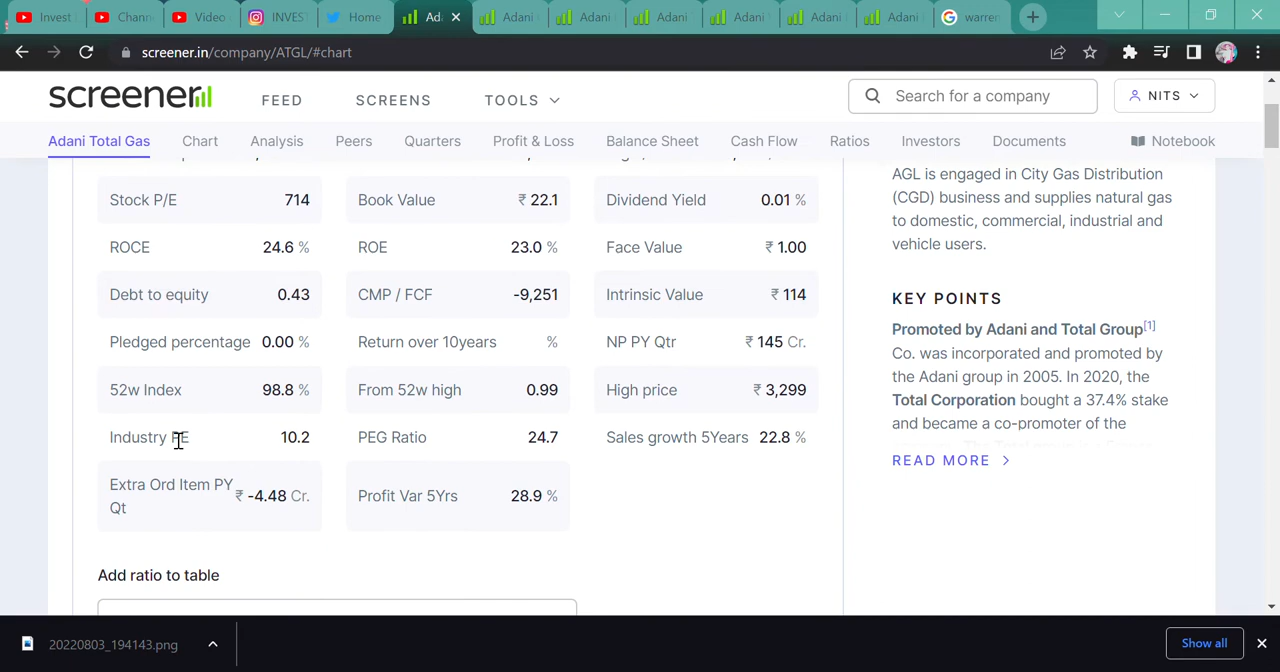 Invest
Chann
Video
INVES
Home
Ad
Adani
Adani
Adani
Adani
Adani
Adani
warren
screener.in/company/ATGL/#chart
screener
FEED
SCREENS
TOOLS
Search for a company
NITS
Adani Total Gas
Chart
Analysis
Peers
Quarters
Profit & Loss
Balance Sheet
Cash Flow
Ratios
Investors
Documents
Notebook
Stock P/E 714
Book Value ₹ 22.1
Dividend Yield 0.01 %
ROCE 24.6 %
ROE 23.0 %
Face Value ₹ 1.00
Debt to equity 0.43
CMP / FCF -9,251
Intrinsic Value ₹ 114
Pledged percentage 0.00 %
Return over 10years %
NP PY Qtr ₹ 145 Cr.
52w Index 98.8 %
From 52w high 0.99
High price ₹ 3,299
Industry PE 10.2
PEG Ratio 24.7
Sales growth 5Years 22.8 %
Extra Ord Item PY
Qt ₹ -4.48 Cr.
Profit Var 5Yrs 28.9 %
Add ratio to table
AGL is engaged in City Gas Distribution
(CGD) business and supplies natural gas
to domestic, commercial, industrial and
vehicle users.
KEY POINTS
Promoted by Adani and Total Group[1]
Co. was incorporated and promoted by
the Adani group in 2005. In 2020, the
Total Corporation bought a 37.4% stake
and became a co-promoter of the
READ MORE
20220803_194143.png
Show all